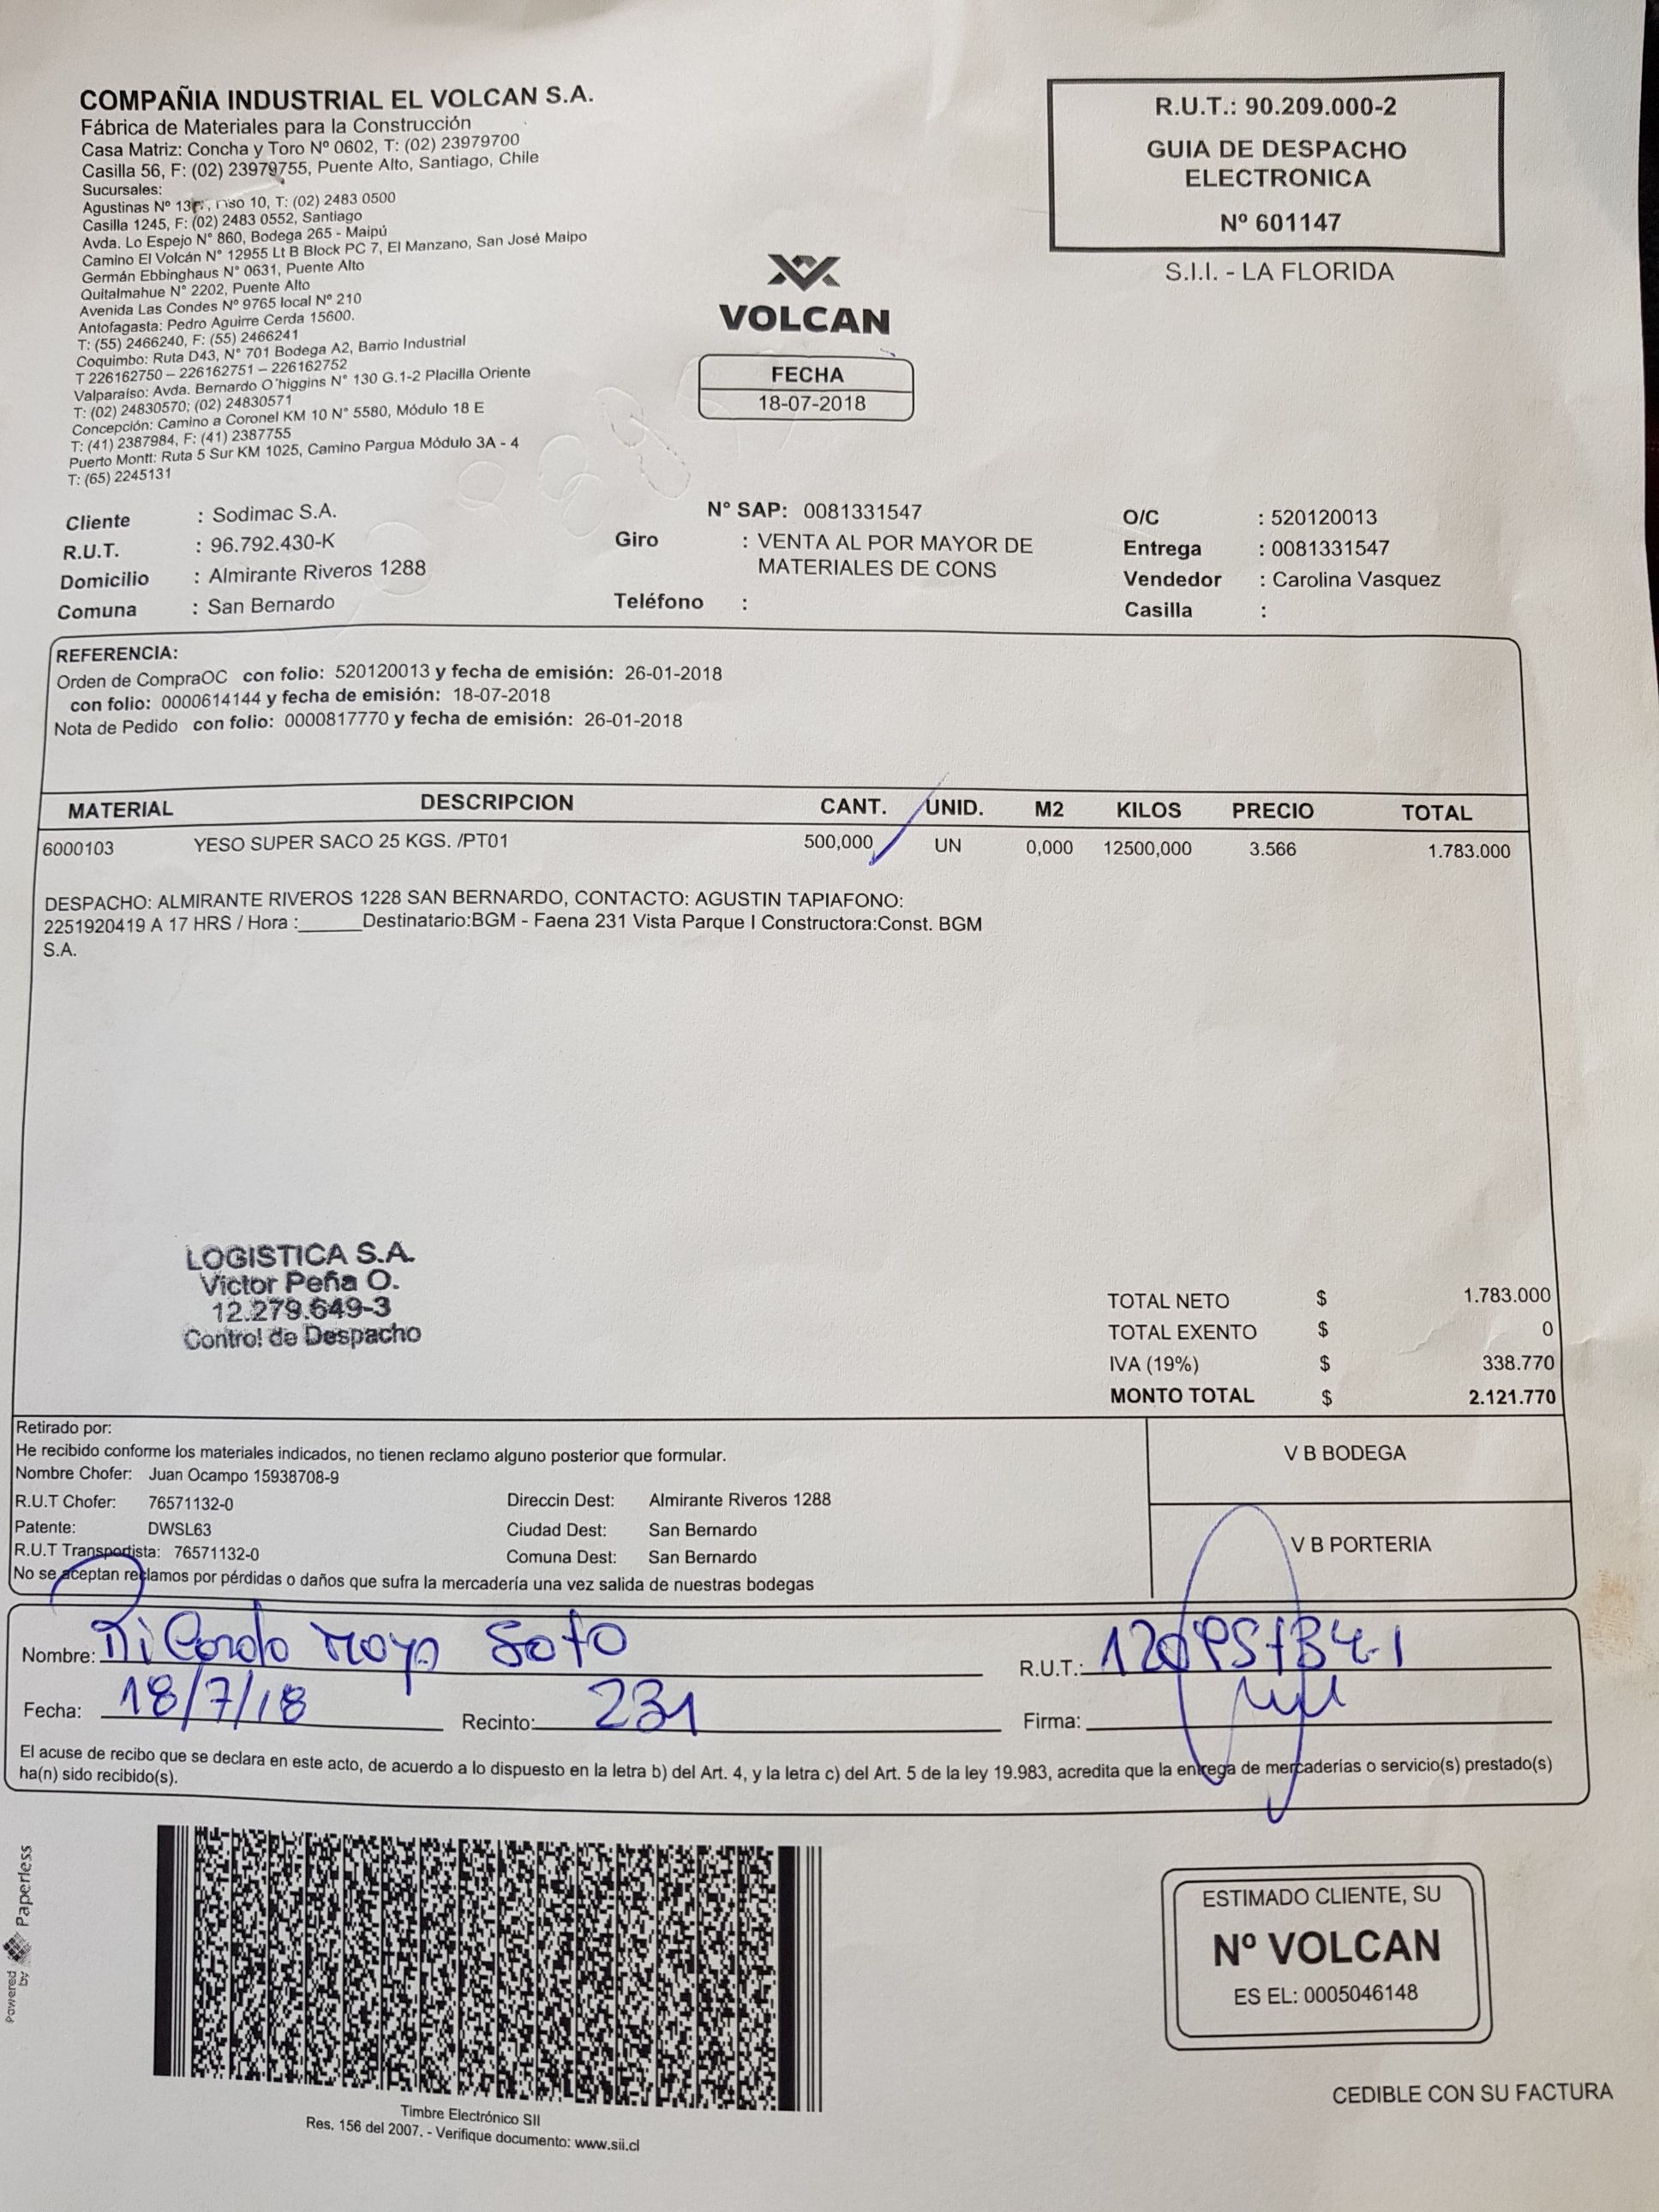 COMPAÑIA INDUSTRIAL EL VOLCAN S.A.
Fábrica de Materiales para la Construcción
Casa Matriz: Concha y Toro Nº 0602, T: (02) 23979700
Casilla 56, F: (02) 23979755, Puente Alto, Santiago, Chile
Sucursales:
Agustinas Nº 10, T: (02) 2483 0500
Casilla 1245, F: (02) 2483 0552, Santiago
Avda. Lo Espejo N° 860, Bodega 265 - Maipú
Camino El Volcán N° 12955 Lt B Block PC 7, El Manzano, San José Maipo
Germán Ebbinghaus N° 0631, Puente Alto
Quitalmahue N° 2202, Puente Alto
Avenida Las Condes Nº 9765 local Nº 210
Antofagasta: Pedro Aguirre Cerda 15600.
T: (55) 2466240, F: (55) 2466241
Coquimbo: Ruta D43, N° 701 Bodega A2, Barrio Industrial
T 226162750 – 226162751 – 226162752
Valparaíso: Avda. Bernardo O´higgins N° 130 G.1-2 Placilla Oriente
T: (02) 24830570; (02) 24830571
Concepción: Camino a Coronel KM 10 N° 5580, Módulo 18 E
T: (41) 2387984, F: (41) 2387755
Puerto Montt: Ruta 5 Sur KM 1025, Camino Pargua Módulo 3A - 4
T: (65) 2245131
R.U.T.: 90.209.000-2
GUIA DE DESPACHO
ELECTRONICA
Nº 601147
S.I.I. - LA FLORIDA
VOLCAN
FECHA
18-07-2018
Cliente : Sodimac S.A.
R.U.T. : 96.792.430-K
Domicilio : Almirante Riveros 1288
Comuna : San Bernardo
N° SAP: 0081331547
Giro : VENTA AL POR MAYOR DE
MATERIALES DE CONS
Teléfono :
O/C : 520120013
Entrega : 0081331547
Vendedor : Carolina Vasquez
Casilla :
REFERENCIA:
Orden de CompraOC con folio: 520120013 y fecha de emisión: 26-01-2018
con folio: 0000614144 y fecha de emisión: 18-07-2018
Nota de Pedido con folio: 0000817770 y fecha de emisión: 26-01-2018
MATERIAL DESCRIPCION CANT. UNID. M2 KILOS PRECIO TOTAL
6000103 YESO SUPER SACO 25 KGS. /PT01 500,000 UN 0,000 12500,000 3.566 1.783.000
DESPACHO: ALMIRANTE RIVEROS 1228 SAN BERNARDO, CONTACTO: AGUSTIN TAPIAFONO:
2251920419 A 17 HRS / Hora :______Destinatario:BGM - Faena 231 Vista Parque I Constructora:Const. BGM
S.A.
LOGISTICA S.A.
Victor Peña O.
12.279.649-3
Control de Despacho
TOTAL NETO $ 1.783.000
TOTAL EXENTO $ 0
IVA (19%) $ 338.770
MONTO TOTAL $ 2.121.770
Retirado por:
He recibido conforme los materiales indicados, no tienen reclamo alguno posterior que formular.
Nombre Chofer: Juan Ocampo 15938708-9
R.U.T Chofer: 76571132-0 Direccin Dest: Almirante Riveros 1288
Patente: DWSL63 Ciudad Dest: San Bernardo
R.U.T Transportista: 76571132-0 Comuna Dest: San Bernardo
No se aceptan reclamos por pérdidas o daños que sufra la mercadería una vez salida de nuestras bodegas
V B BODEGA
V B PORTERIA
Nombre: Ricardo Moya Soto R.U.T.:
Fecha: 18/7/18 Recinto: 231 Firma:
El acuse de recibo que se declara en este acto, de acuerdo a lo dispuesto en la letra b) del Art. 4, y la letra c) del Art. 5 de la ley 19.983, acredita que la entrega de mercaderías o servicio(s) prestado(s)
ha(n) sido recibido(s).
Powered by Paperless
Timbre Electrónico SII
Res. 156 del 2007. - Verifique documento: www.sii.cl
ESTIMADO CLIENTE, SU
Nº VOLCAN
ES EL: 0005046148
CEDIBLE CON SU FACTURA